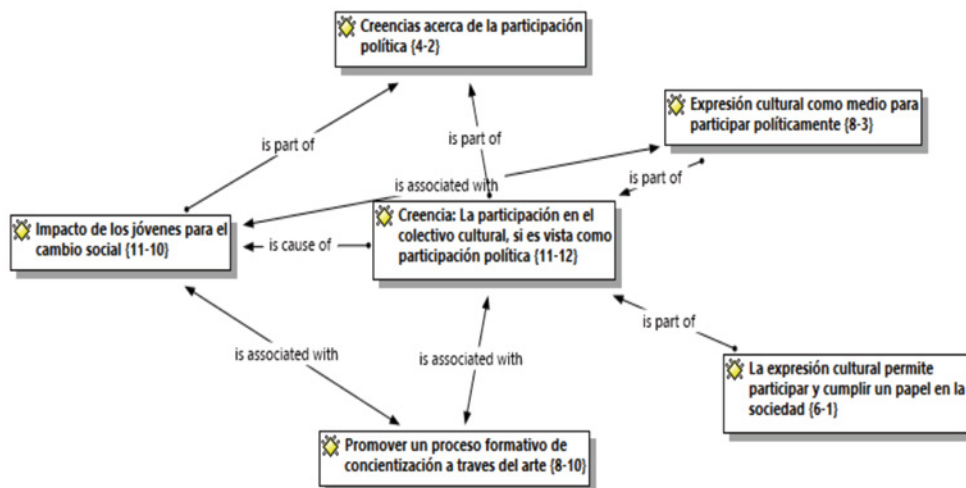 Creencias acerca de la participación
política {4-2}
Expresión cultural como medio para
participar políticamente {8-3}
is part of
is part of
is associated with
is part of
Impacto de los jóvenes para el
cambio social {11-10}
is cause of
Creencia: La participación en el
colectivo cultural, si es vista como
participación política {11-12}
is part of
is associated with
is associated with
La expresión cultural permite
participar y cumplir un papel en la
sociedad {6-1}
Promover un proceso formativo de
concientización a traves del arte {8-10}